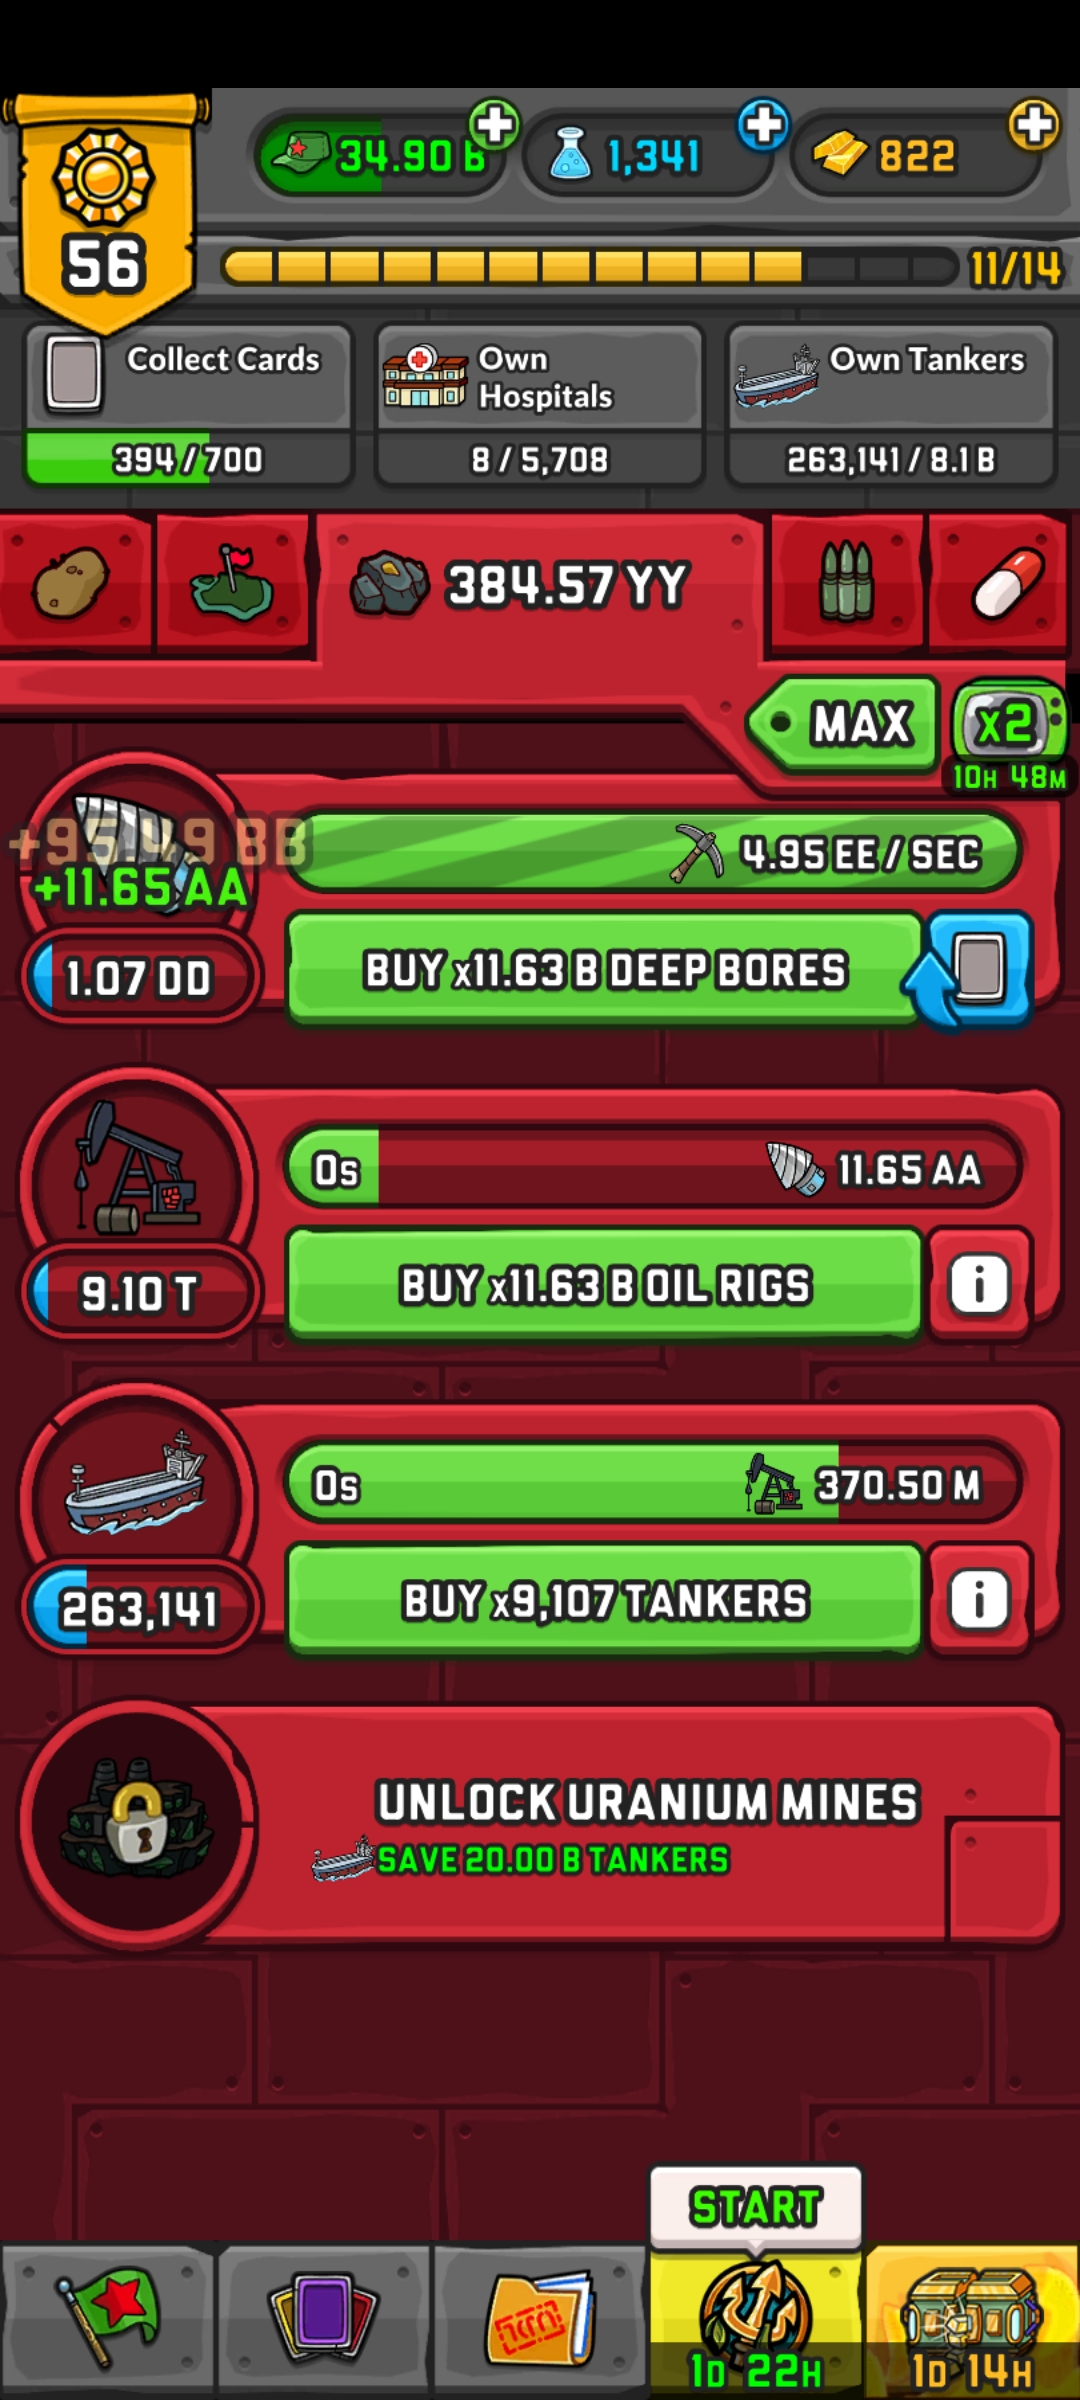 56
34.90 B
1,341
822
11/14
Collect Cards
394 / 700
Own
Hospitals
8 / 5,708
Own Tankers
263,141 / 8.1 B
384.57 YY
MAX
x2
10H 48M
+95.49 BB
+11.65 AA
4.95 EE / SEC
1.07 DD
BUY x11.63 B DEEP BORES
0s
11.65 AA
9.10 T
BUY x11.63 B OIL RIGS
i
0s
370.50 M
263,141
BUY x9,107 TANKERS
i
UNLOCK URANIUM MINES
SAVE 20.00 B TANKERS
START
1D 22H
1D 14H